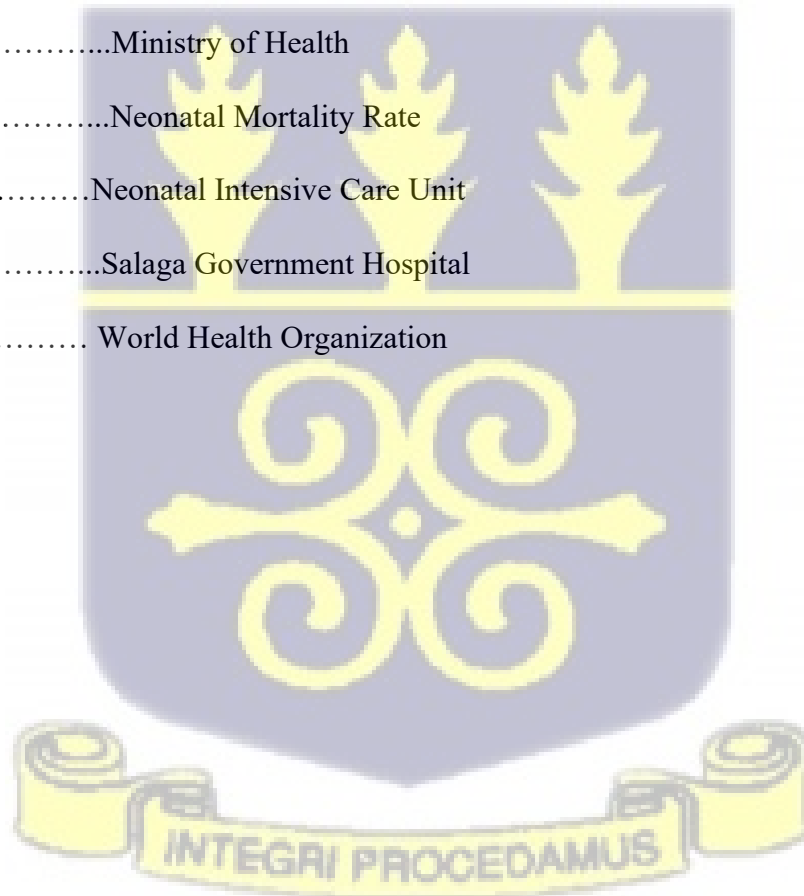 …………...Ministry of Health
…………...Neonatal Mortality Rate
…………Neonatal Intensive Care Unit
…………...Salaga Government Hospital
………… World Health Organization
INTEGRI PROCEDAMUS